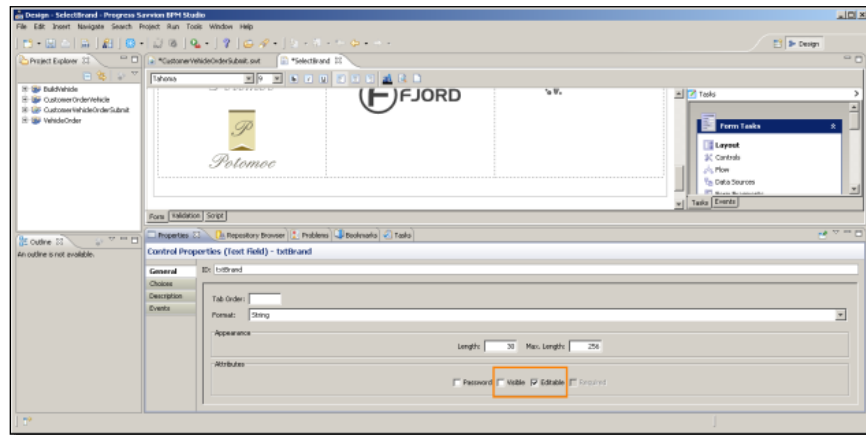 Design - SelectBrand - Progress Savvion BPM Studio
File Edit Insert Navigate Search Project Run Tools Window Help
Design
Project Explorer
*CustomerVehicleOrderSubmit.swt
*SelectBrand
Tahoma
9
BuildVehicle
CustomerOrderVehicle
CustomerVehicleOrderSubmit
VehicleOrder
FJORD
P
Potomoc
Tasks
Form Tasks
Layout
Controls
Flow
Data Sources
Tasks Events
Form Validation Script
Properties Repository Browser Problems Bookmarks Tasks
Outline
An outline is not available.
Control Properties (Text Field) - txtBrand
General
Choices
Description
Events
ID: txtBrand
Tab Order:
Format: String
Appearance
Length: 30 Max. Length: 256
Attributes
Password Visible Editable Required